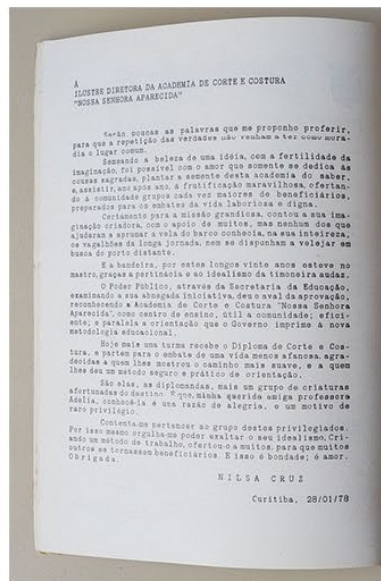 À
ILUSTRE DIRETORA DA ACADEMIA DE CORTE E COSTURA
"NOSSA SENHORA APARECIDA"
Serão poucas as palavras que me proponho proferir,
para que a repetição das verdades não venham a ter como mora-
dia o lugar comum.
Semeando a beleza de uma idéia, com a fertilidade da
imaginação, foi possível com o amor que somente se dedica às
cousas sagradas, plantar a semente desta academia do saber,
e, assistir, ano após ano, à frutificação maravilhosa, ofertan-
do à comunidade grupos cada vez maiores de beneficiários,
preparados para os embates da vida laboriosa e digna.
Certamente para a missão grandiosa, contou a sua ima-
ginação criadora, com o apoio de muitos, mas nenhum dos que
ajudaram a aprumar a vela do barco conhecia, na sua inteireza,
os vagalhões da longa jornada, nem se dispunham a velejar em
busca do porto distante.
E a bandeira, por estes longos vinte anos esteve no
mastro, graças a pertinácia e ao idealismo da timoneira audaz.
O Poder Público, através da Secretaria da Educação,
examinando a sua abnegada iniciativa, deu o aval da aprovação,
reconhecendo a Academia de Corte e Costura "Nossa Senhora
Aparecida", como centro de ensino, útil a comunidade; efici-
ente; e paralela a orientação que o Governo imprime à nova
metodologia educacional.
Hoje mais uma turma recebe o Diploma de Corte e Cos-
tura, e partem para o embate de uma vida menos afanosa, agra-
decidas a quem lhes mostrou o caminho mais suave, e a quem
lhes deu um método seguro e prático de orientação.
São elas, as diplomandas, mais um grupo de criaturas
afortunadas do destino. É que, minha querida amiga professora
Adelia, conhecê-la é uma razão de alegria, e um motivo de
raro privilégio.
Contenta-me pertencer ao grupo destes privilegiados.
Por isso mesmo orgulha-me poder exaltar o seu idealismo. Cri-
ando um método de trabalho, ofertou-o a muitos, para que muitos
outros se tornassem beneficiários. E isso é bondade; é amor.
Obrigada.
NILSA CRUZ
Curitiba, 28/01/78